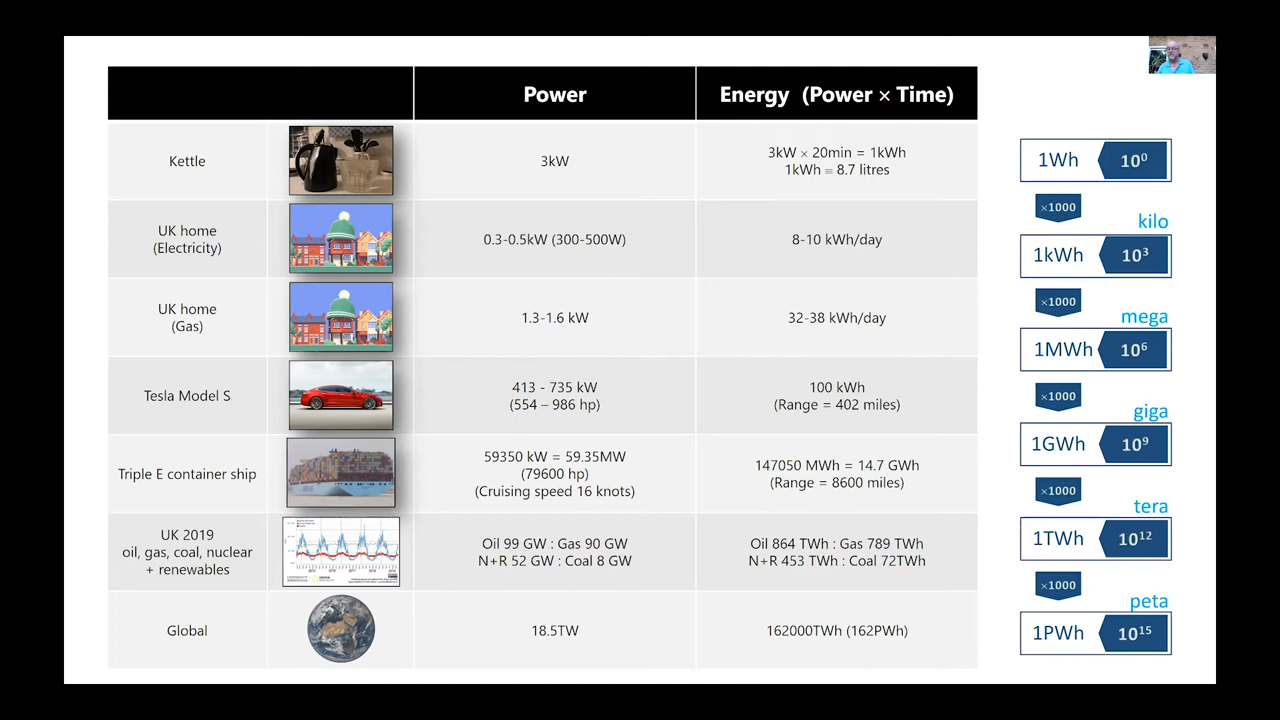 Power
Energy (Power × Time)
Kettle
3kW
3kW × 20min = 1kWh
1kWh = 8.7 litres
UK home
(Electricity)
0.3-0.5kW (300-500W)
8-10 kWh/day
UK home
(Gas)
1.3-1.6 kW
32-38 kWh/day
Tesla Model S
413 - 735 kW
(554 – 986 hp)
100 kWh
(Range = 402 miles)
Triple E container ship
59350 kW = 59.35MW
(79600 hp)
(Cruising speed 16 knots)
147050 MWh = 14.7 GWh
(Range = 8600 miles)
UK 2019
oil, gas, coal, nuclear
+ renewables
Oil 99 GW : Gas 90 GW
N+R 52 GW : Coal 8 GW
Oil 864 TWh : Gas 789 TWh
N+R 453 TWh : Coal 72TWh
Global
18.5TW
162000TWh (162PWh)
1Wh 10⁰
×1000
kilo
1kWh 10³
×1000
mega
1MWh 10⁶
×1000
giga
1GWh 10⁹
×1000
tera
1TWh 10¹²
×1000
peta
1PWh 10¹⁵